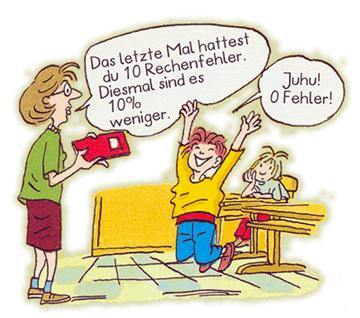 Das letzte Mal hattest
du 10 Rechenfehler.
Diesmal sind es
10%
weniger.
Juhu!
0 Fehler!